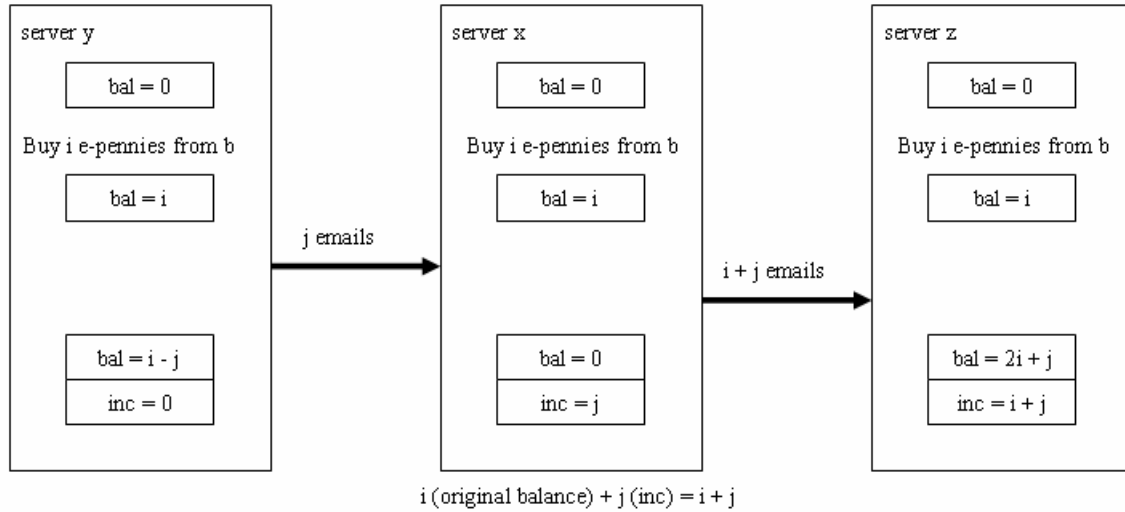 server y
bal = 0
Buy i e-pennies from b
bal = i
bal = i - j
inc = 0
j emails
server x
bal = 0
Buy i e-pennies from b
bal = i
bal = 0
inc = j
i + j emails
server z
bal = 0
Buy i e-pennies from b
bal = i
bal = 2i + j
inc = i + j
i (original balance) + j (inc) = i + j